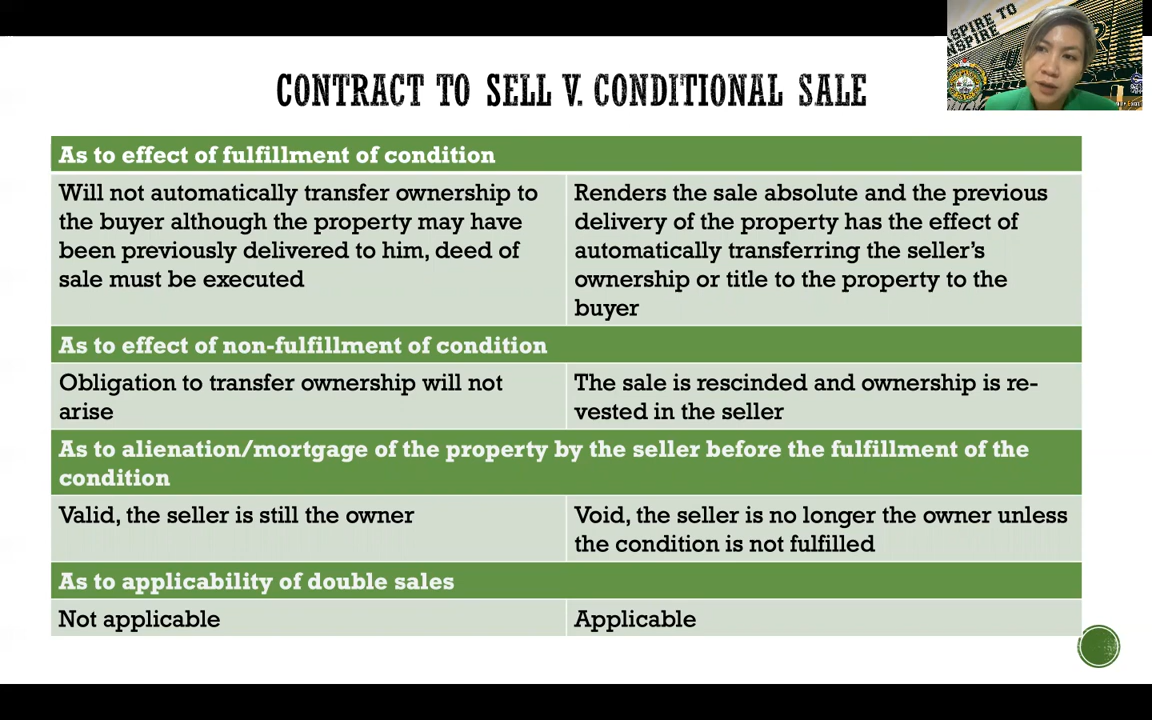 ASPIRE TO
INSPIRE
CONTRACT TO SELL V. CONDITIONAL SALE
As to effect of fulfillment of condition
Will not automatically transfer ownership to
the buyer although the property may have
been previously delivered to him, deed of
sale must be executed
Renders the sale absolute and the previous
delivery of the property has the effect of
automatically transferring the seller's
ownership or title to the property to the
buyer
As to effect of non-fulfillment of condition
Obligation to transfer ownership will not
arise
The sale is rescinded and ownership is re-
vested in the seller
As to alienation/mortgage of the property by the seller before the fulfillment of the
condition
Valid, the seller is still the owner
Void, the seller is no longer the owner unless
the condition is not fulfilled
As to applicability of double sales
Not applicable
Applicable